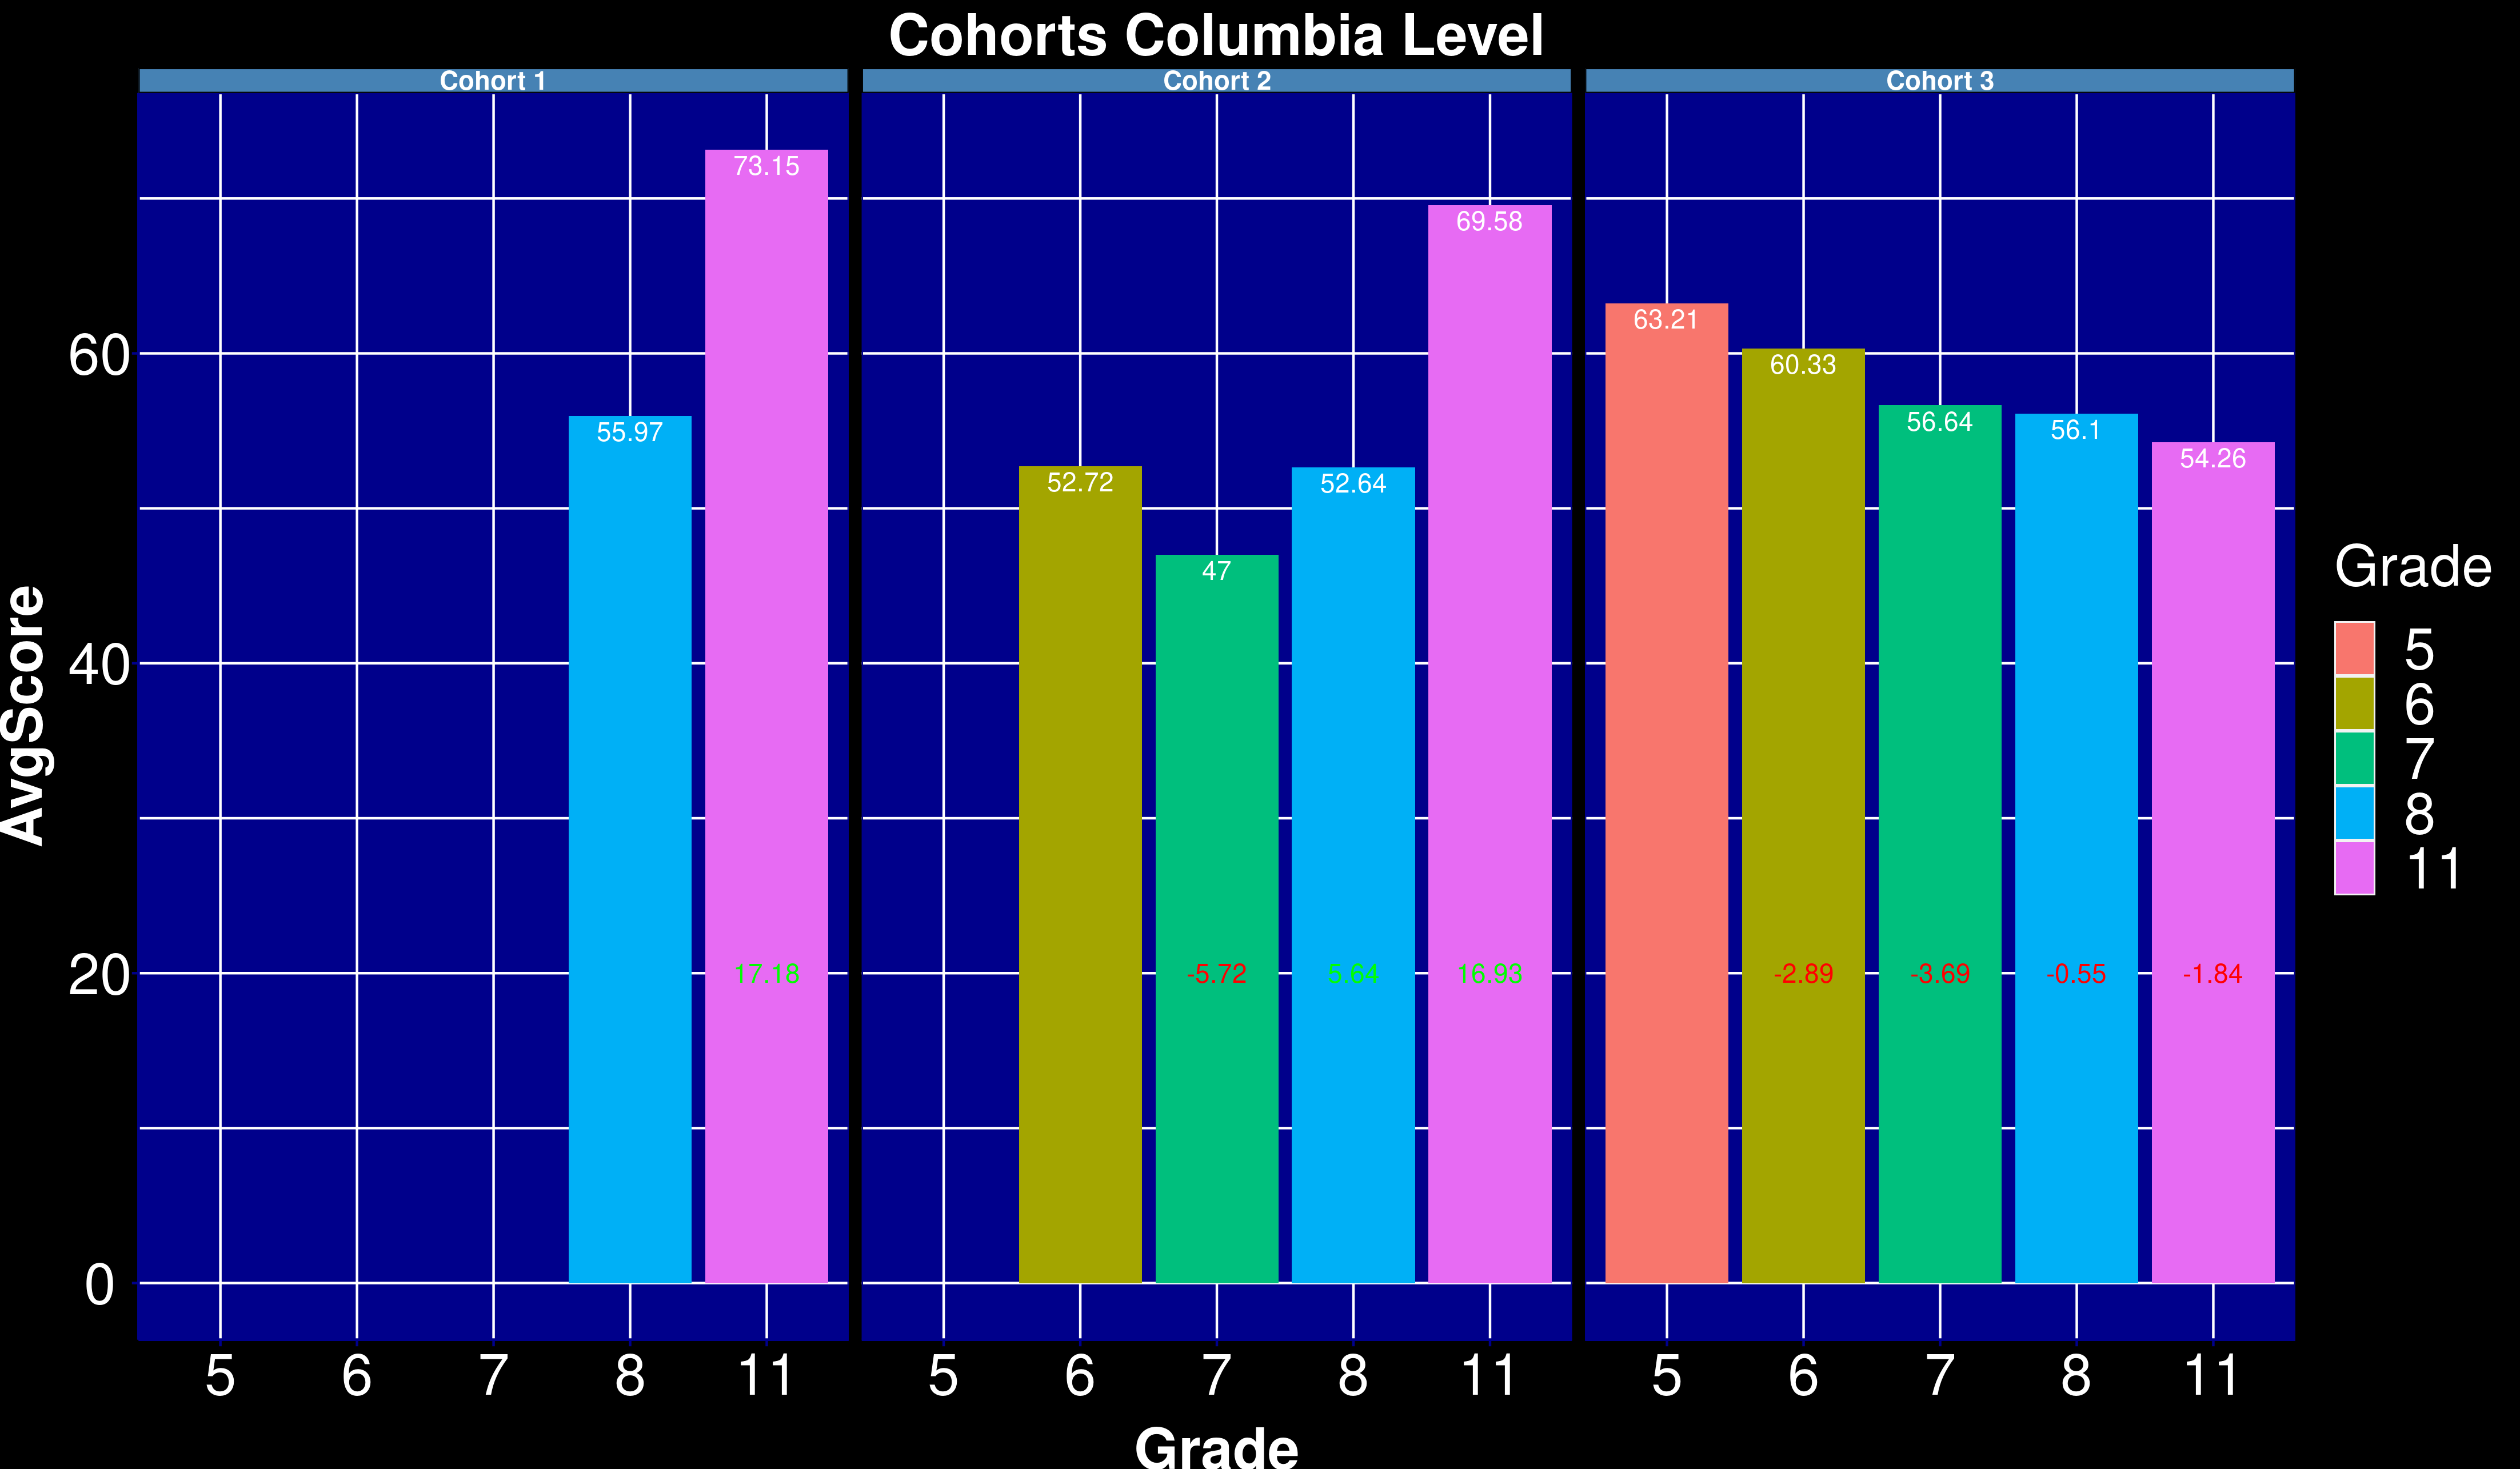 Cohorts Columbia Level
Cohort 1 Cohort 2 Cohort 3
73.15
69.58
63.21
60 60.33
55.97 56.64 56.1
54.26
52.72 52.64
47
AvgScore
40
20 17.18 -5.72 5.64 16.93 -2.89 -3.69 -0.55 -1.84
0
5 6 7 8 11 5 6 7 8 11 5 6 7 8 11
Grade
Grade
5
6
7
8
11